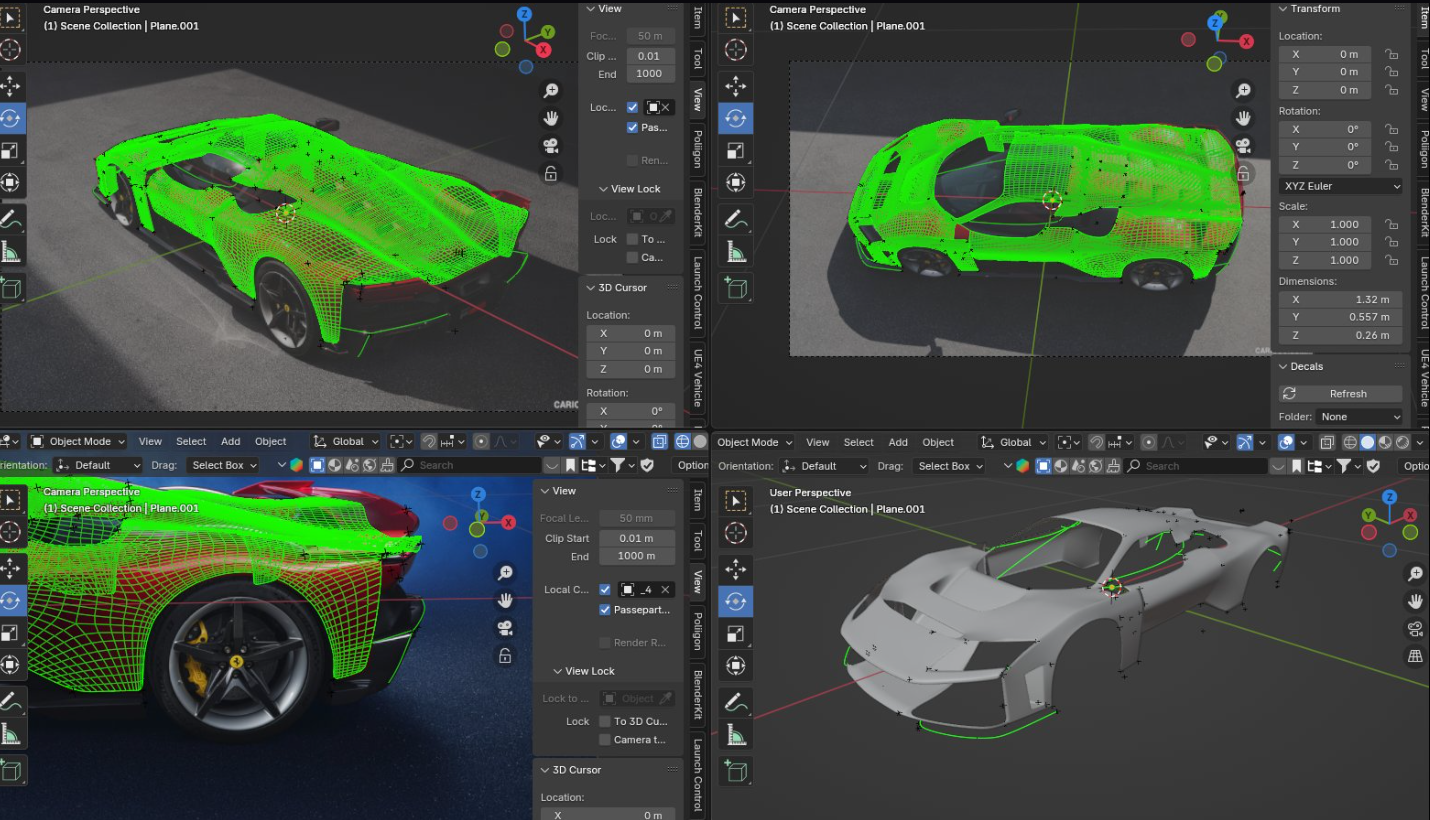 Camera Perspective
(1) Scene Collection | Plane.001
View
Foc... 50 m
Clip ... 0.01
End 1000
Loc...
Pas...
Ren...
View Lock
Loc...
Lock To ...
Ca...
3D Cursor
Location:
X 0 m
Y 0 m
Z 0 m
Rotation:
X 0°
Item
Tool
View
Poliigon
BlenderKit
Launch Control
UE4 Vehicle
Camera Perspective
(1) Scene Collection | Plane.001
Transform
Location:
X 0 m
Y 0 m
Z 0 m
Rotation:
X 0°
Y 0°
Z 0°
XYZ Euler
Scale:
X 1.000
Y 1.000
Z 1.000
Dimensions:
X 1.32 m
Y 0.557 m
Z 0.26 m
Decals
Refresh
Folder: None
Item
Tool
View
Poliigon
BlenderKit
Launch Control
UE4 Vehicle
Object Mode View Select Add Object Global
rientation: Default Drag: Select Box Search Option
Camera Perspective
(1) Scene Collection | Plane.001
View
Focal Le... 50 mm
Clip Start 0.01 m
End 1000 m
Local C... _4
Passepart...
Render R...
View Lock
Lock to ... Object
Lock To 3D Cu...
Camera t...
3D Cursor
Location:
X 0 m
Item
Tool
View
Poliigon
BlenderKit
Launch Control
Object Mode View Select Add Object Global
Orientation: Default Drag: Select Box Search Optio
User Perspective
(1) Scene Collection | Plane.001